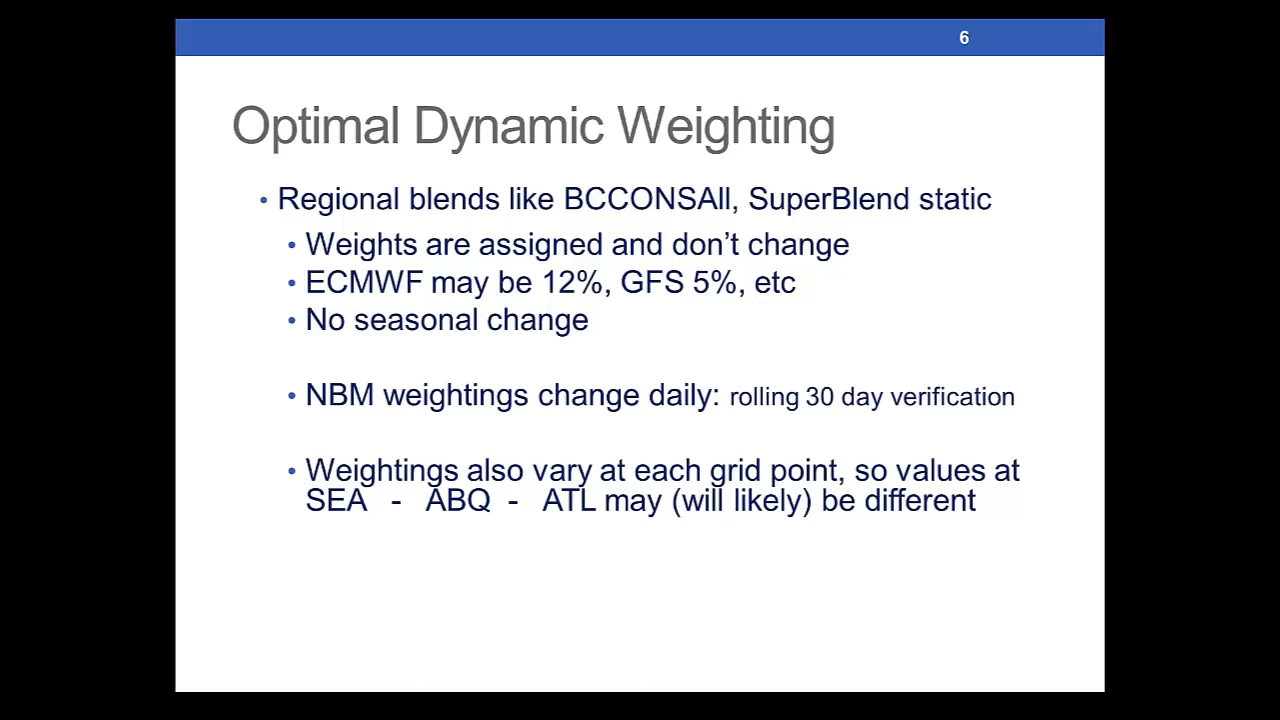 6
Optimal Dynamic Weighting
• Regional blends like BCCONSAll, SuperBlend static
• Weights are assigned and don’t change
• ECMWF may be 12%, GFS 5%, etc
• No seasonal change
• NBM weightings change daily: rolling 30 day verification
• Weightings also vary at each grid point, so values at
SEA - ABQ - ATL may (will likely) be different